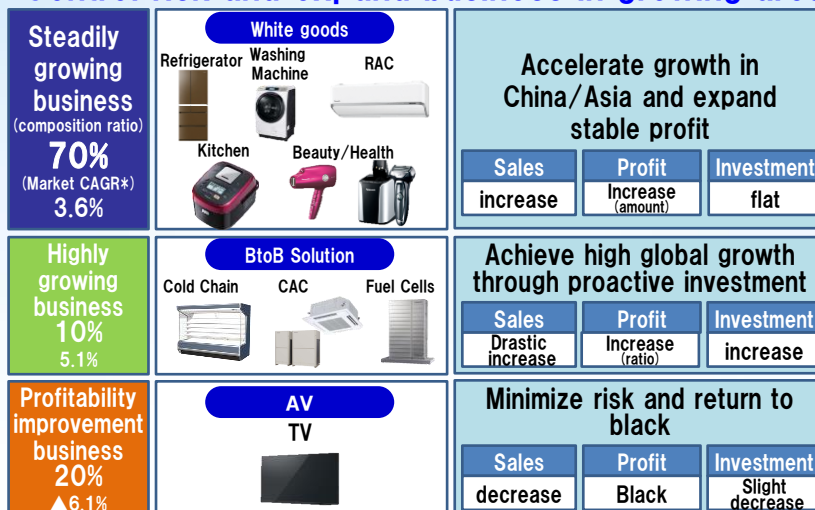 Steadily
growing
business
(composition ratio)
70%
(Market CAGR*)
3.6%
White goods
Refrigerator
Washing
Machine
RAC
Kitchen
Beauty/Health
Accelerate growth in
China/Asia and expand
stable profit
Sales
Profit
Investment
increase
Increase
(amount)
flat
Highly
growing
business
10%
5.1%
BtoB Solution
Cold Chain
CAC
Fuel Cells
Achieve high global growth
through proactive investment
Sales
Profit
Investment
Drastic
increase
Increase
(ratio)
increase
Profitability
improvement
business
20%
▲6.1%
AV
TV
Minimize risk and return to
black
Sales
Profit
Investment
decrease
Black
Slight
decrease